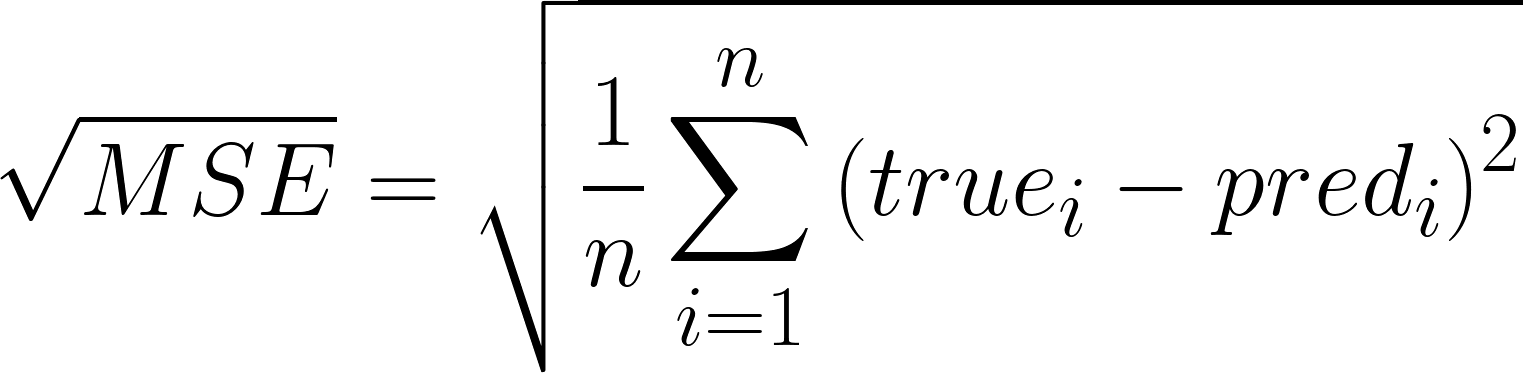 √MSE = √(1/n ∑_{i=1}^{n} (true_i − pred_i)^2)